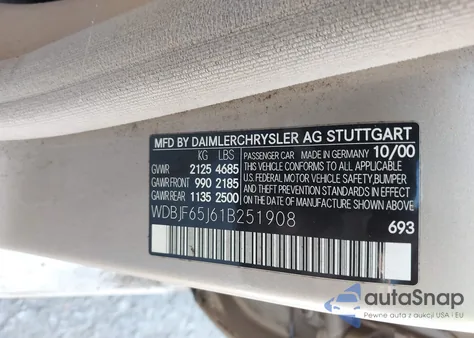 MFD BY DAIMLERCHRYSLER AG STUTTGART
KG LBS
GVWR 2125 4685
GAWR FRONT 990 2185
GAWR REAR 1135 2500
PASSENGER CAR MADE IN GERMANY 10/00
THIS VEHICLE CONFORMS TO ALL APPLICABLE
U.S. FEDERAL MOTOR VEHICLE SAFETY, BUMPER
AND THEFT PREVENTION STANDARDS IN EFFECT
ON THE DATE OF MANUFACTURE SHOWN ABOVE
WDBJF65J61B251908
693
autoSnap
Pewne auta z aukcji USA i EU